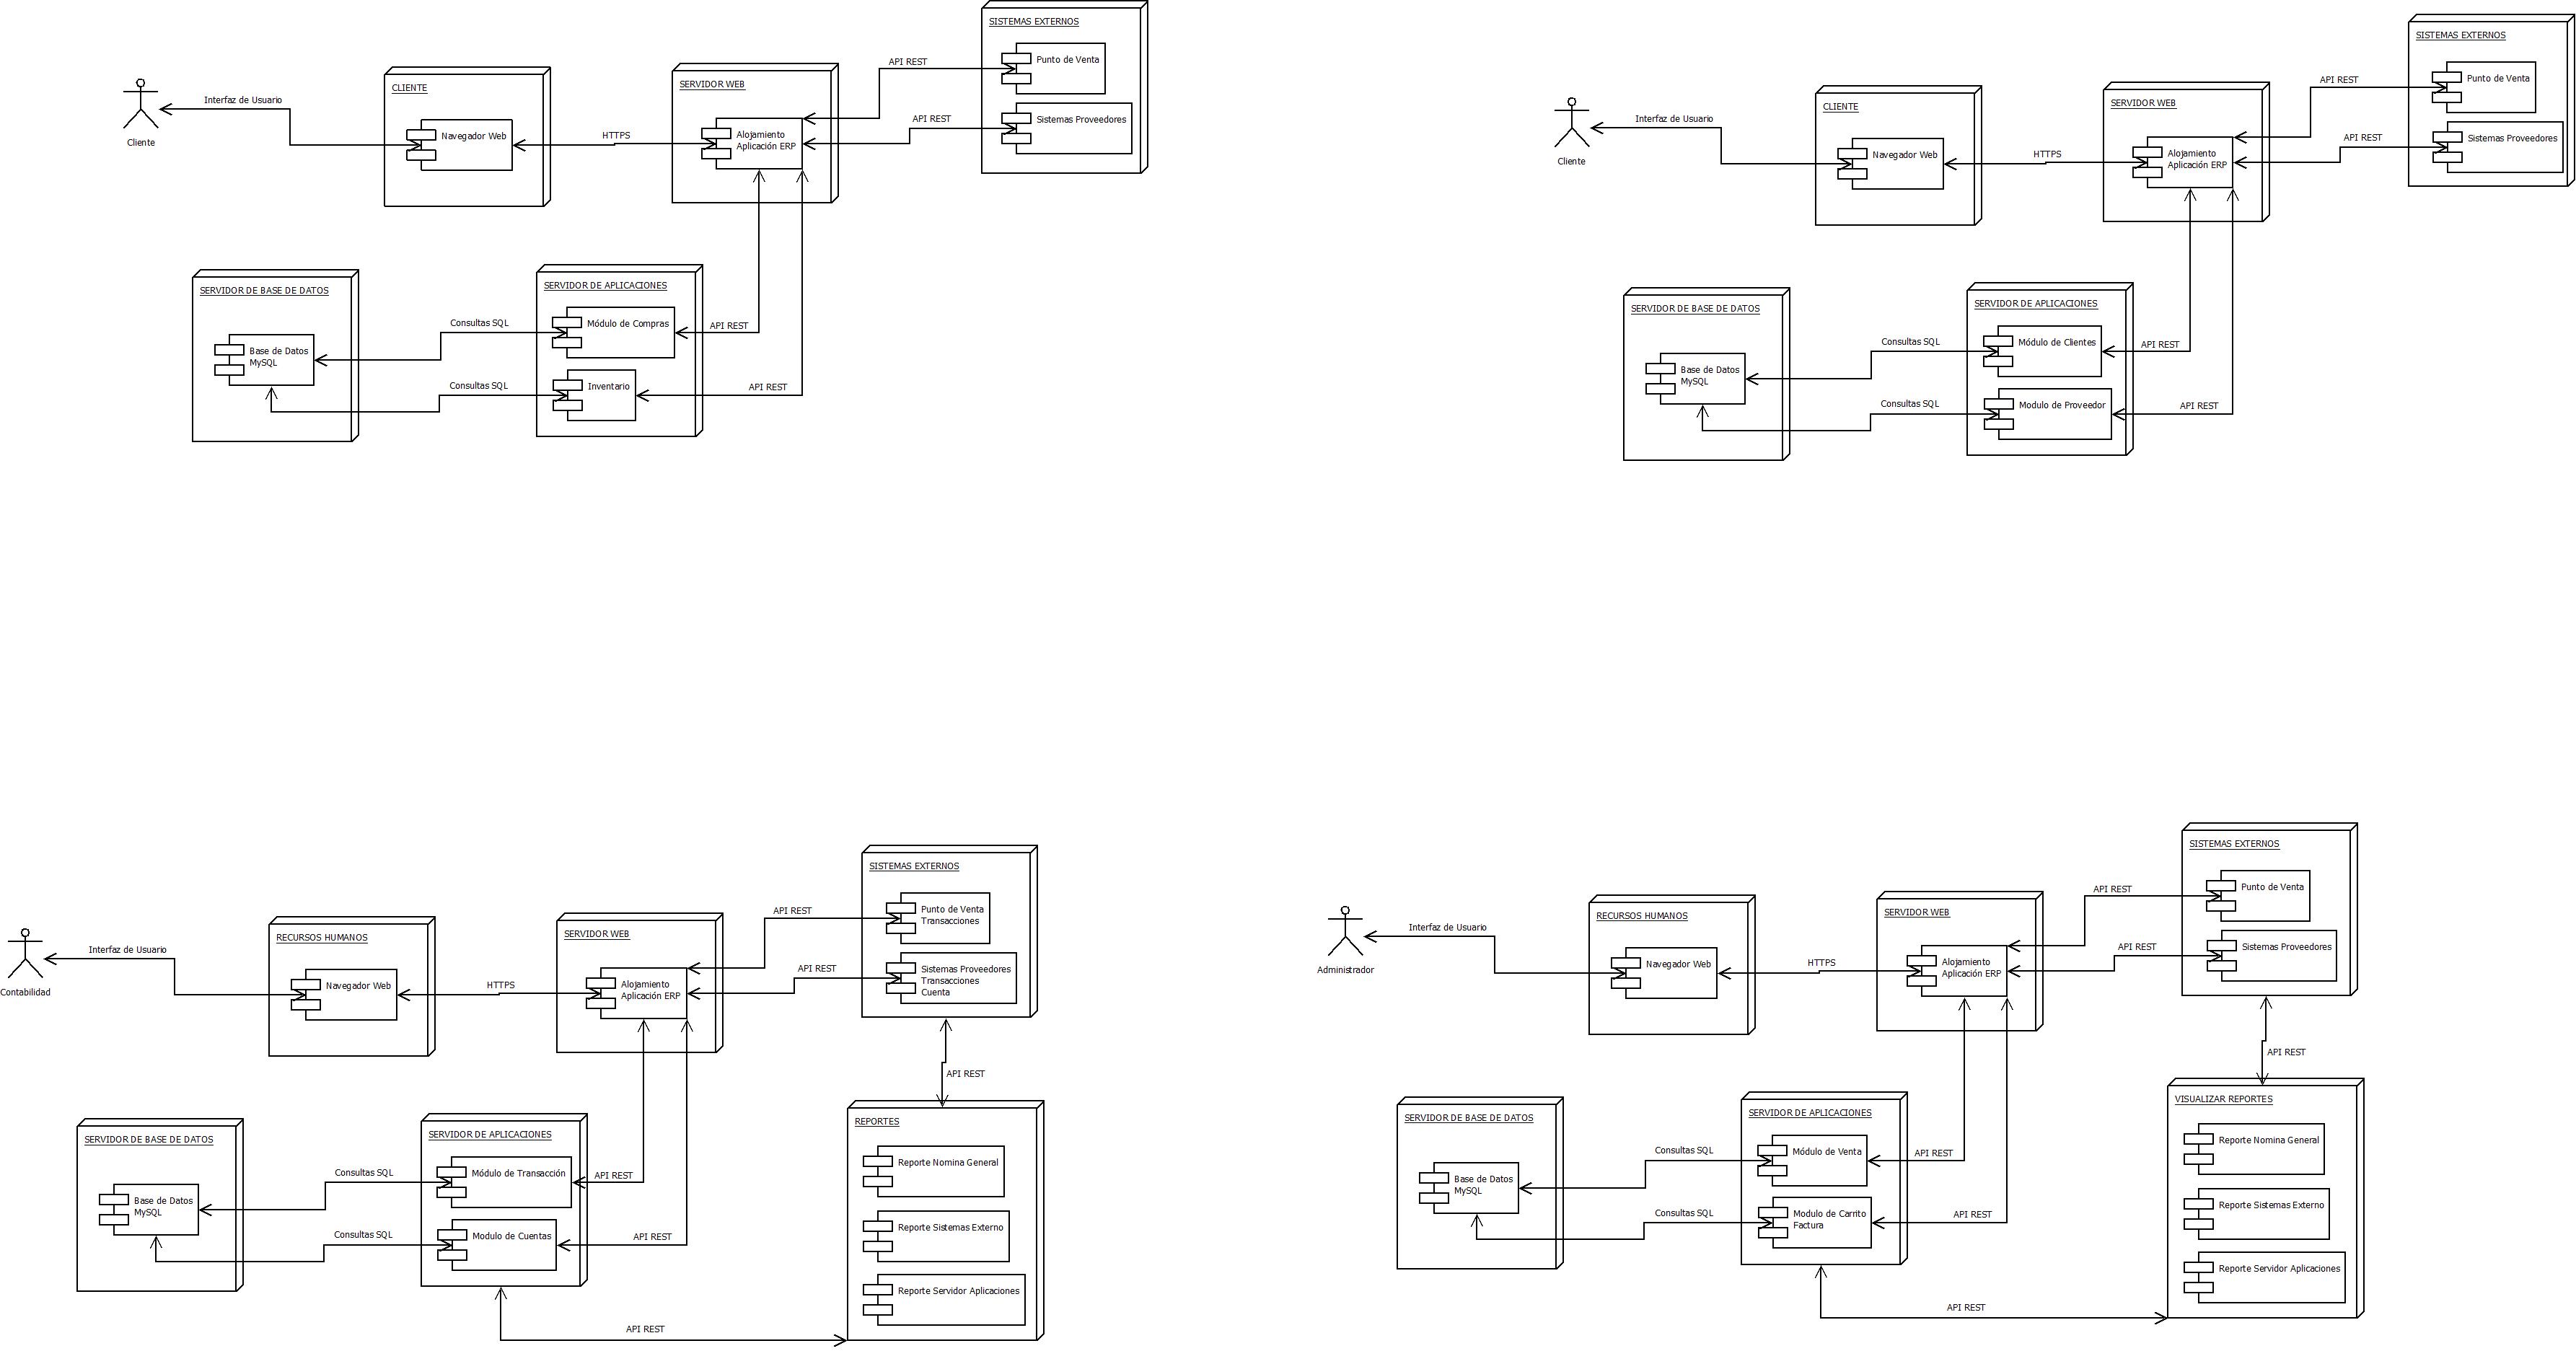 SISTEMAS EXTERNOS
Punto de Venta
Sistemas Proveedores
API REST
API REST
SERVIDOR WEB
Alojamiento
Aplicación ERP
HTTPS
CLIENTE
Navegador Web
Interfaz de Usuario
Cliente
SERVIDOR DE BASE DE DATOS
Base de Datos
MySQL
Consultas SQL
Consultas SQL
SERVIDOR DE APLICACIONES
Módulo de Compras
Inventario
API REST
API REST
SISTEMAS EXTERNOS
Punto de Venta
Sistemas Proveedores
API REST
API REST
SERVIDOR WEB
Alojamiento
Aplicación ERP
HTTPS
CLIENTE
Navegador Web
Interfaz de Usuario
Cliente
SERVIDOR DE BASE DE DATOS
Base de Datos
MySQL
Consultas SQL
Consultas SQL
SERVIDOR DE APLICACIONES
Módulo de Clientes
Modulo de Proveedor
API REST
API REST
SISTEMAS EXTERNOS
Punto de Venta
Transacciones
Sistemas Proveedores
Transacciones
Cuenta
API REST
API REST
SERVIDOR WEB
Alojamiento
Aplicación ERP
HTTPS
RECURSOS HUMANOS
Navegador Web
Interfaz de Usuario
Contabilidad
API REST
SERVIDOR DE BASE DE DATOS
Base de Datos
MySQL
Consultas SQL
Consultas SQL
SERVIDOR DE APLICACIONES
Módulo de Transacción
Modulo de Cuentas
API REST
API REST
REPORTES
Reporte Nomina General
Reporte Sistemas Externo
Reporte Servidor Aplicaciones
API REST
SISTEMAS EXTERNOS
Punto de Venta
Sistemas Proveedores
API REST
API REST
SERVIDOR WEB
Alojamiento
Aplicación ERP
HTTPS
RECURSOS HUMANOS
Navegador Web
Interfaz de Usuario
Administrador
API REST
SERVIDOR DE BASE DE DATOS
Base de Datos
MySQL
Consultas SQL
Consultas SQL
SERVIDOR DE APLICACIONES
Módulo de Venta
Modulo de Carrito
Factura
API REST
API REST
VISUALIZAR REPORTES
Reporte Nomina General
Reporte Sistemas Externo
Reporte Servidor Aplicaciones
API REST